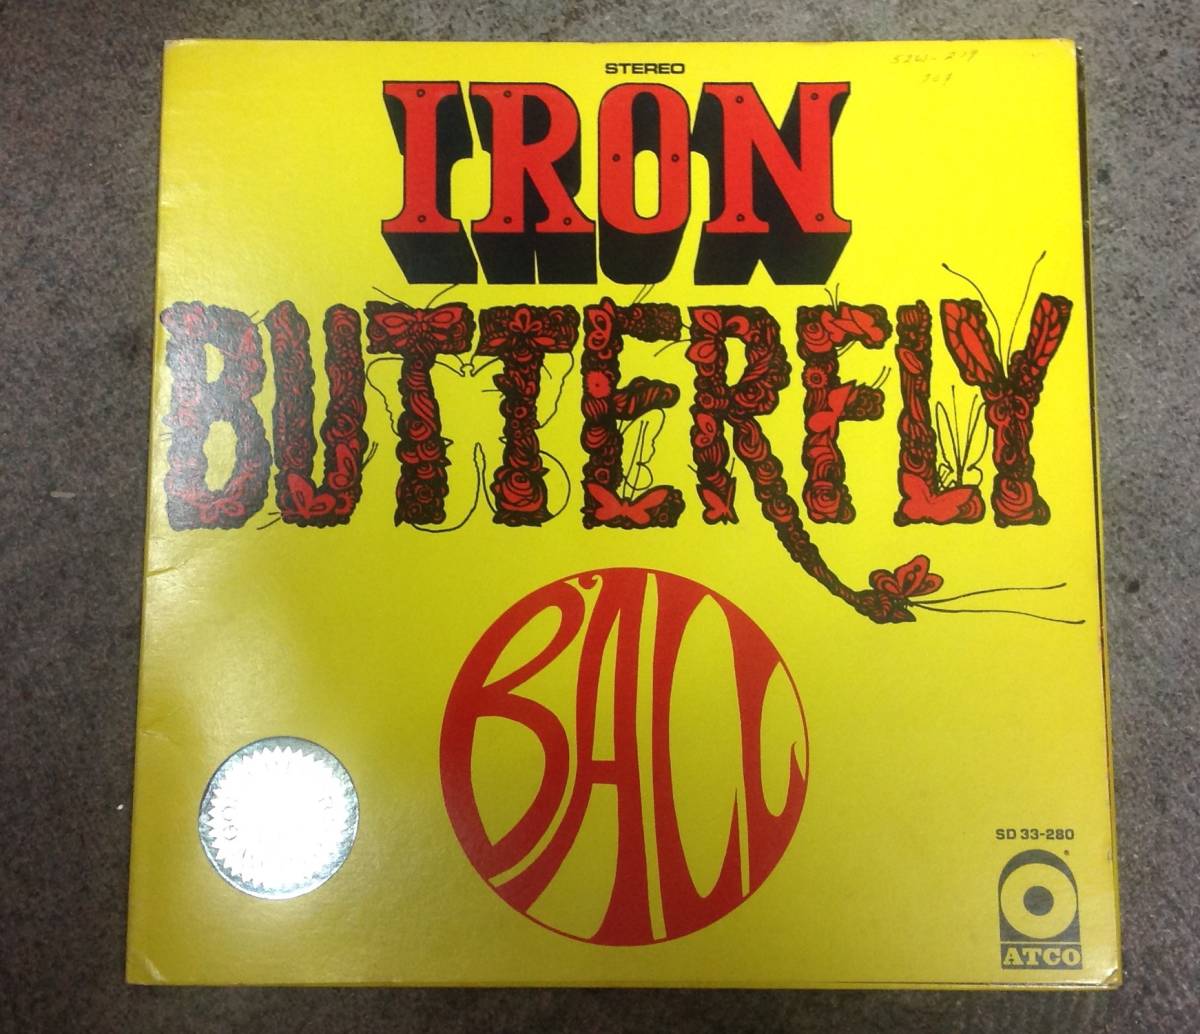 STEREO
IRON
BUTTERFLY
BALL
SD 33-280
ATCO